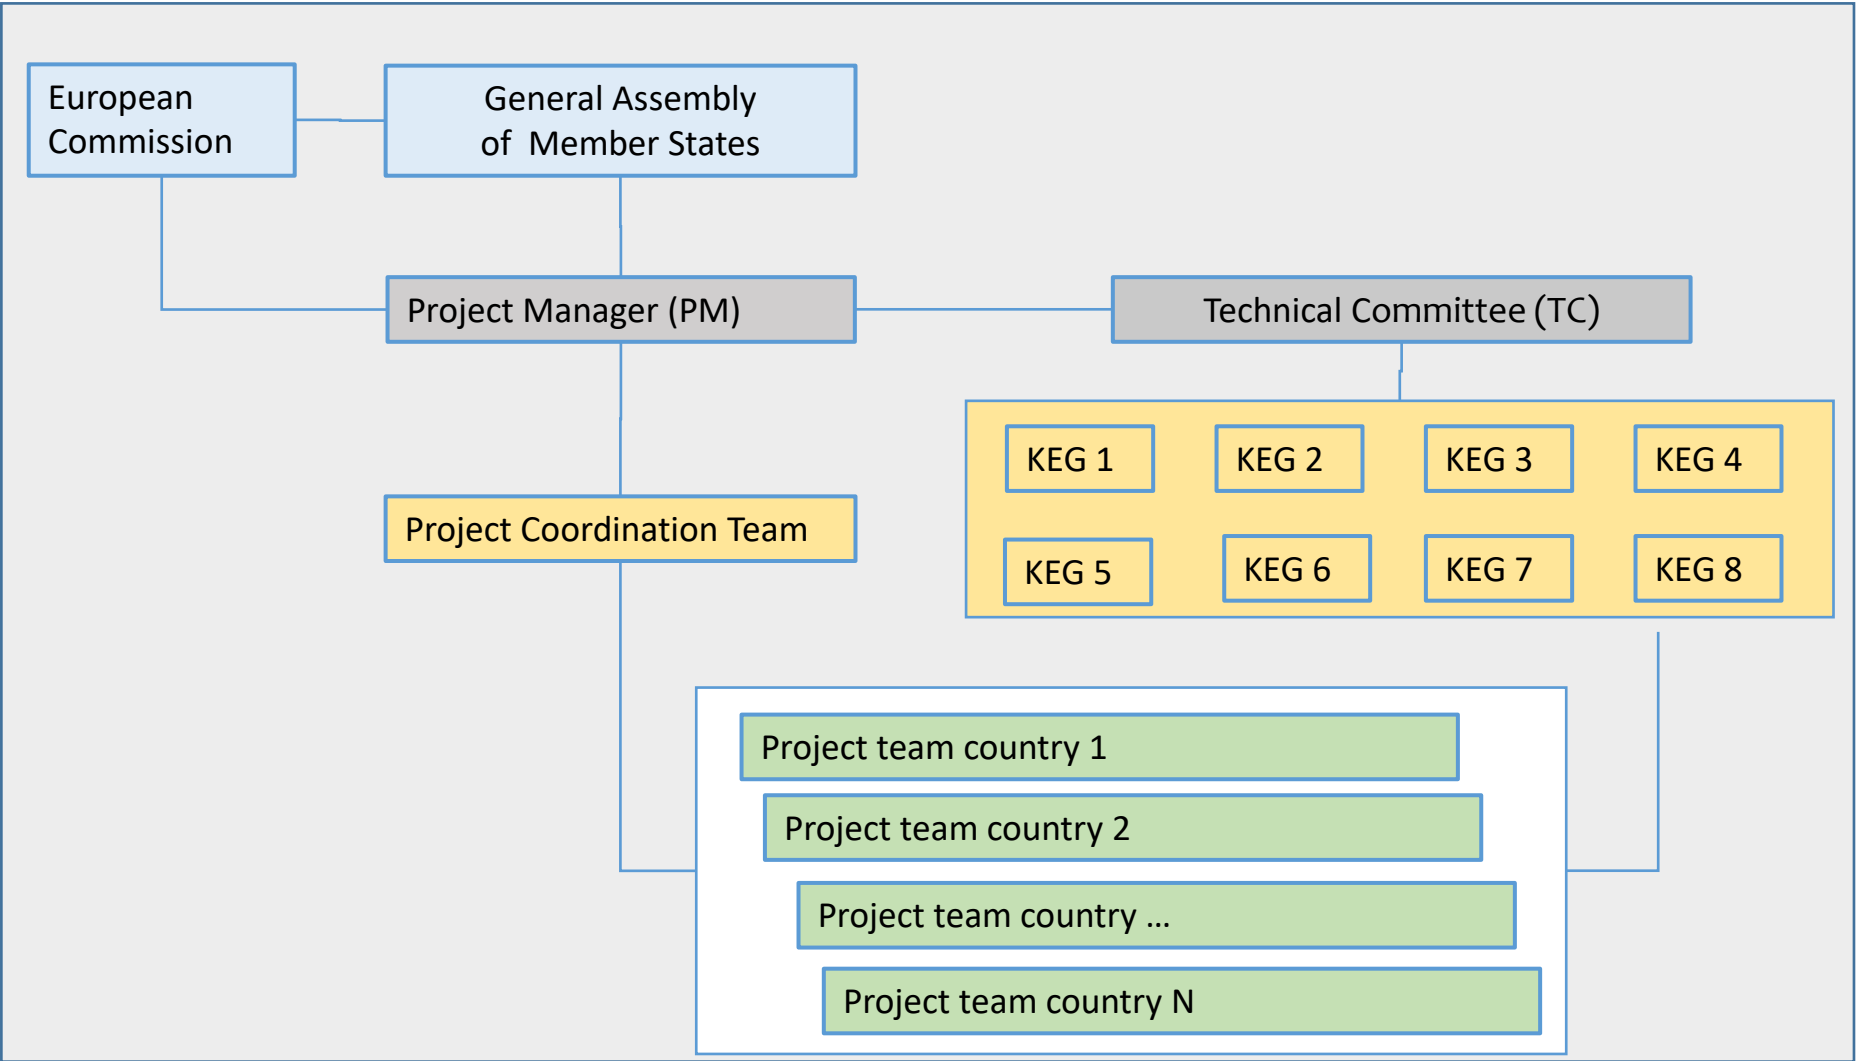 European
Commission
General Assembly
of Member States
Project Manager (PM)
Technical Committee (TC)
KEG 1
KEG 2
KEG 3
KEG 4
Project Coordination Team
KEG 5
KEG 6
KEG 7
KEG 8
Project team country 1
Project team country 2
Project team country ...
Project team country N